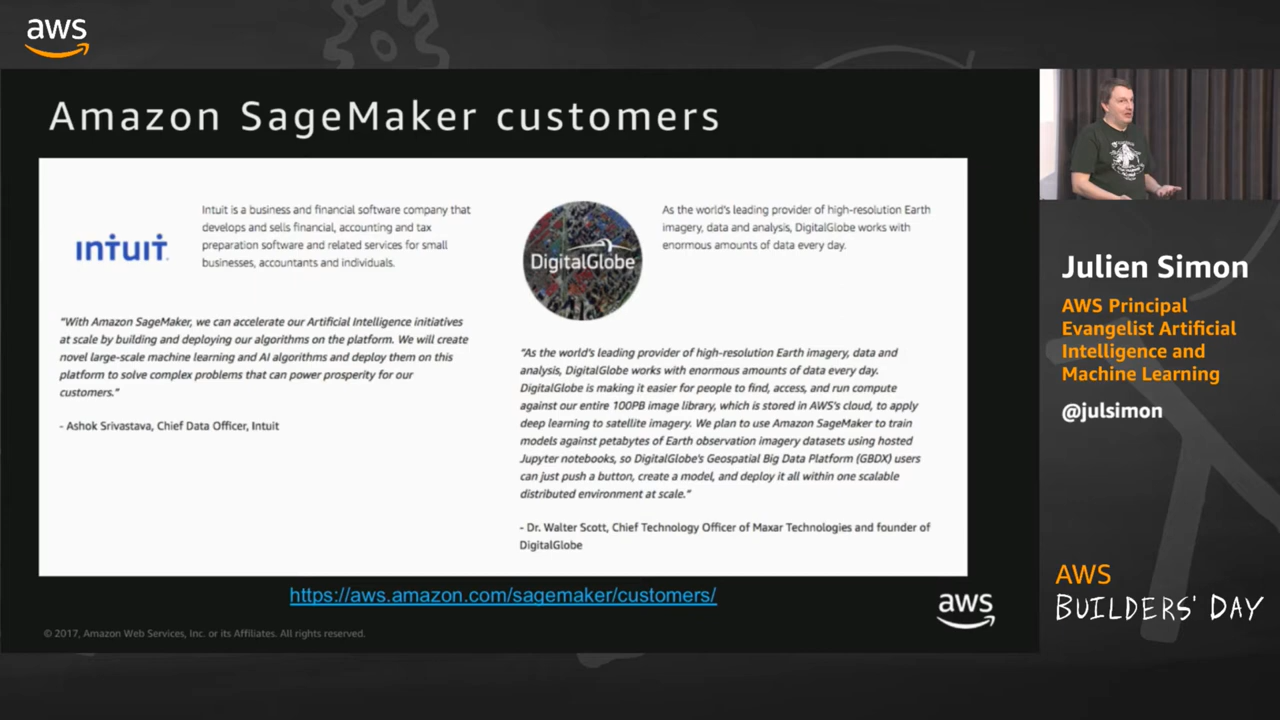 aws
Amazon SageMaker customers
intuit.
Intuit is a business and financial software company that
develops and sells financial, accounting and tax
preparation software and related services for small
businesses, accountants and individuals.
"With Amazon SageMaker, we can accelerate our Artificial Intelligence initiatives
at scale by building and deploying our algorithms on the platform. We will create
novel large-scale machine learning and AI algorithms and deploy them on this
platform to solve complex problems that can power prosperity for our
customers."
- Ashok Srivastava, Chief Data Officer, Intuit
DigitalGlobe
As the world's leading provider of high-resolution Earth
imagery, data and analysis, DigitalGlobe works with
enormous amounts of data every day.
"As the world's leading provider of high-resolution Earth imagery, data and
analysis, DigitalGlobe works with enormous amounts of data every day.
DigitalGlobe is making it easier for people to find, access, and run compute
against our entire 100PB image library, which is stored in AWS's cloud, to apply
deep learning to satellite imagery. We plan to use Amazon SageMaker to train
models against petabytes of Earth observation imagery datasets using hosted
Jupyter notebooks, so DigitalGlobe's Geospatial Big Data Platform (GBDX) users
can just push a button, create a model, and deploy it all within one scalable
distributed environment at scale."
- Dr. Walter Scott, Chief Technology Officer of Maxar Technologies and founder of
DigitalGlobe
https://aws.amazon.com/sagemaker/customers/
© 2017, Amazon Web Services, Inc. or its Affiliates. All rights reserved.
aws
Julien Simon
AWS Principal
Evangelist Artificial
Intelligence and
Machine Learning
@julsimon
AWS
BUILDERS' DAY